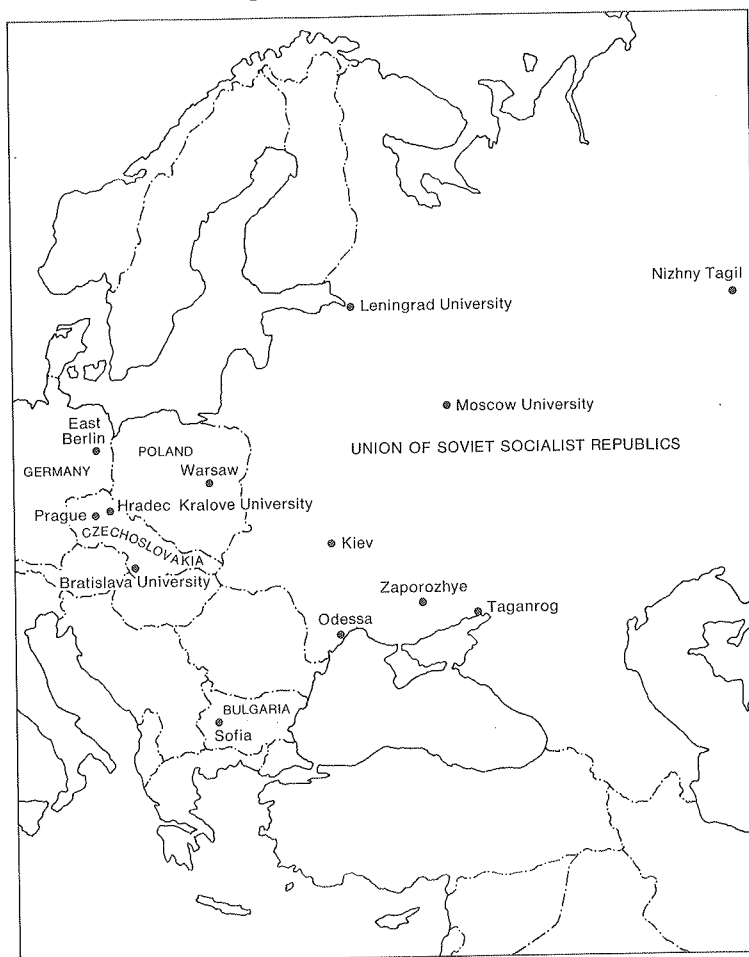 Nizhny Tagil
Leningrad University
Moscow University
East
Berlin
POLAND
UNION OF SOVIET SOCIALIST REPUBLICS
GERMANY
Warsaw
Hradec Kralove University
Prague
CZECHOSLOVAKIA
Kiev
Bratislava University
Zaporozhye
Taganrog
Odessa
BULGARIA
Sofia